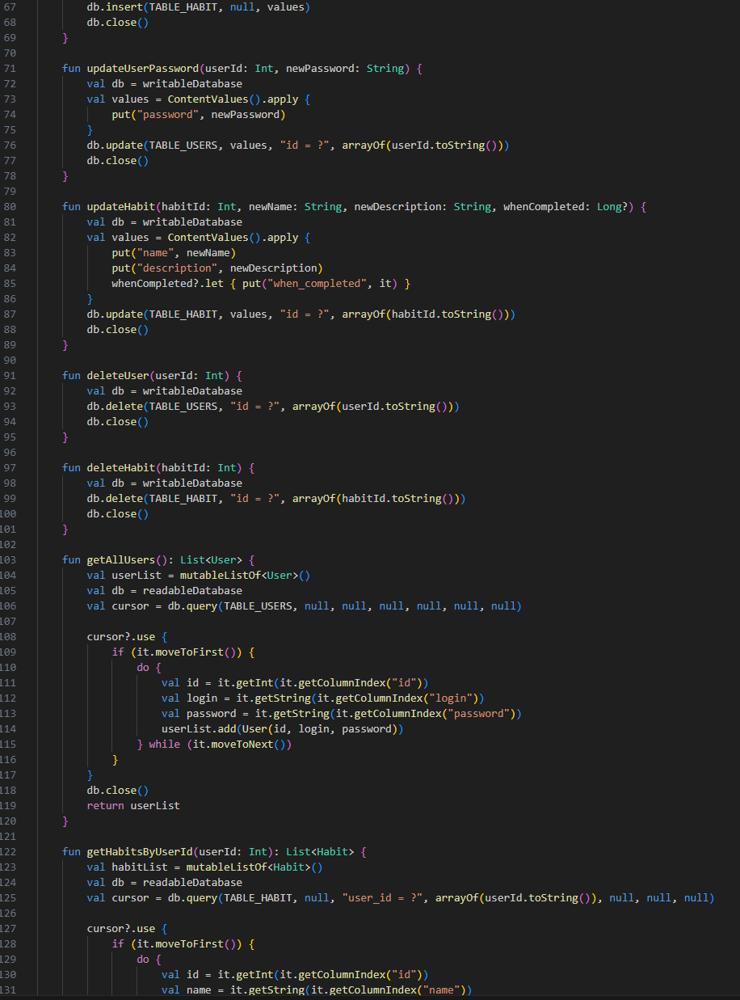 67 db.insert(TABLE_HABIT, null, values)
68 db.close()
69 }
70
71 fun updateUserPassword(userId: Int, newPassword: String) {
72 val db = writableDatabase
73 val values = ContentValues().apply {
74 put("password", newPassword)
75 }
76 db.update(TABLE_USERS, values, "id = ?", arrayOf(userId.toString()))
77 db.close()
78 }
79
80 fun updateHabit(habitId: Int, newName: String, newDescription: String, whenCompleted: Long?) {
81 val db = writableDatabase
82 val values = ContentValues().apply {
83 put("name", newName)
84 put("description", newDescription)
85 whenCompleted?.let { put("when_completed", it) }
86 }
87 db.update(TABLE_HABIT, values, "id = ?", arrayOf(habitId.toString()))
88 db.close()
89 }
90
91 fun deleteUser(userId: Int) {
92 val db = writableDatabase
93 db.delete(TABLE_USERS, "id = ?", arrayOf(userId.toString()))
94 db.close()
95 }
96
97 fun deleteHabit(habitId: Int) {
98 val db = writableDatabase
99 db.delete(TABLE_HABIT, "id = ?", arrayOf(habitId.toString()))
100 db.close()
101 }
102
103 fun getAllUsers(): List<User> {
104 val userList = mutableListOf<User>()
105 val db = readableDatabase
106 val cursor = db.query(TABLE_USERS, null, null, null, null, null, null)
107
108 cursor?.use {
109 if (it.moveToFirst()) {
110 do {
111 val id = it.getInt(it.getColumnIndex("id"))
112 val login = it.getString(it.getColumnIndex("login"))
113 val password = it.getString(it.getColumnIndex("password"))
114 userList.add(User(id, login, password))
115 } while (it.moveToNext())
116 }
117 }
118 db.close()
119 return userList
120 }
121
122 fun getHabitsByUserId(userId: Int): List<Habit> {
123 val habitList = mutableListOf<Habit>()
124 val db = readableDatabase
125 val cursor = db.query(TABLE_HABIT, null, "user_id = ?", arrayOf(userId.toString()), null, null, null)
126
127 cursor?.use {
128 if (it.moveToFirst()) {
129 do {
130 val id = it.getInt(it.getColumnIndex("id"))
131 val name = it.getString(it.getColumnIndex("name"))